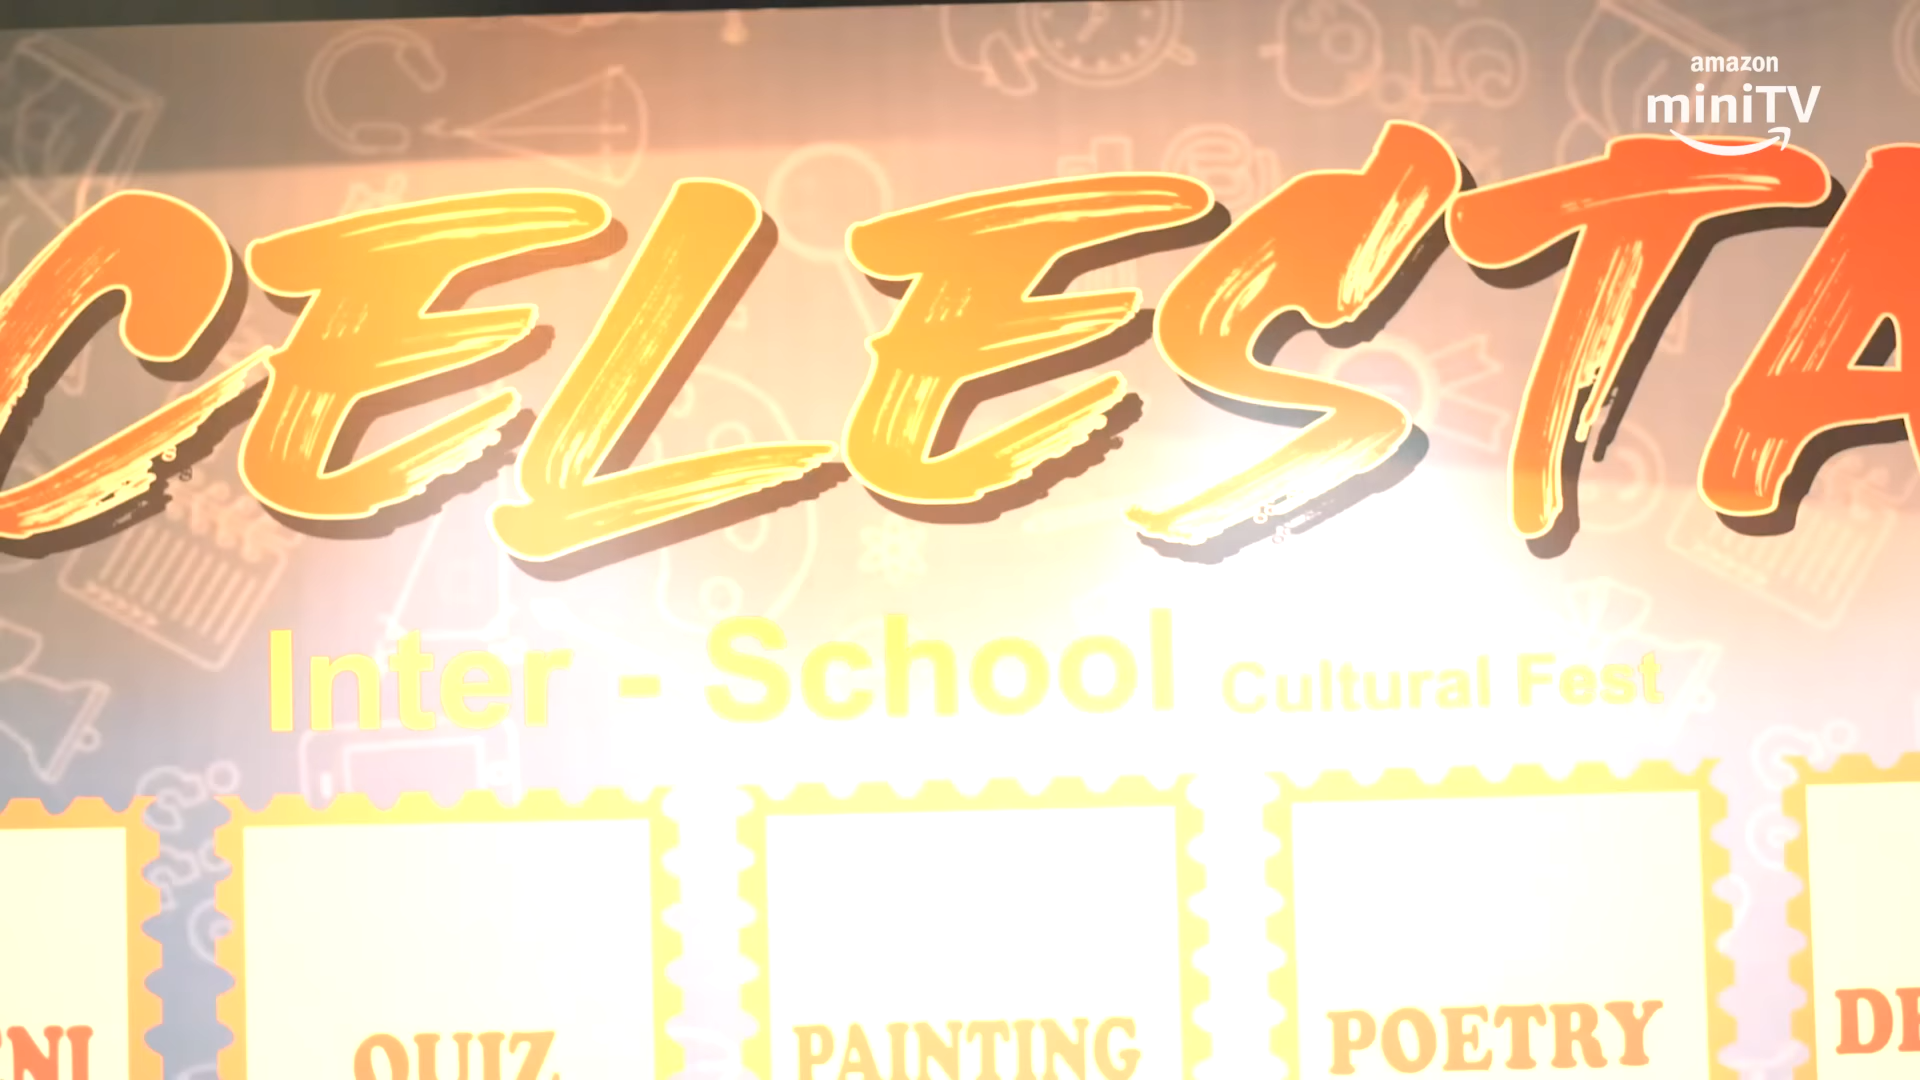 amazon
miniTV
CELESTA
Inter - School Cultural Fest
QUIZ
PAINTING
POETRY